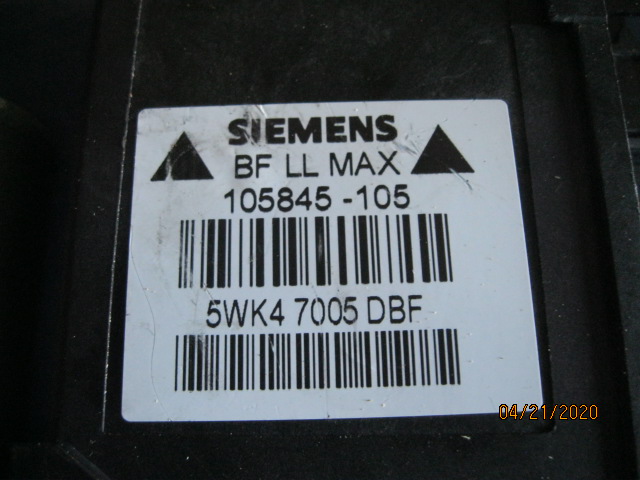 SIEMENS
BF LL MAX
105845-105
5WK4 7005 DBF
04/21/2020